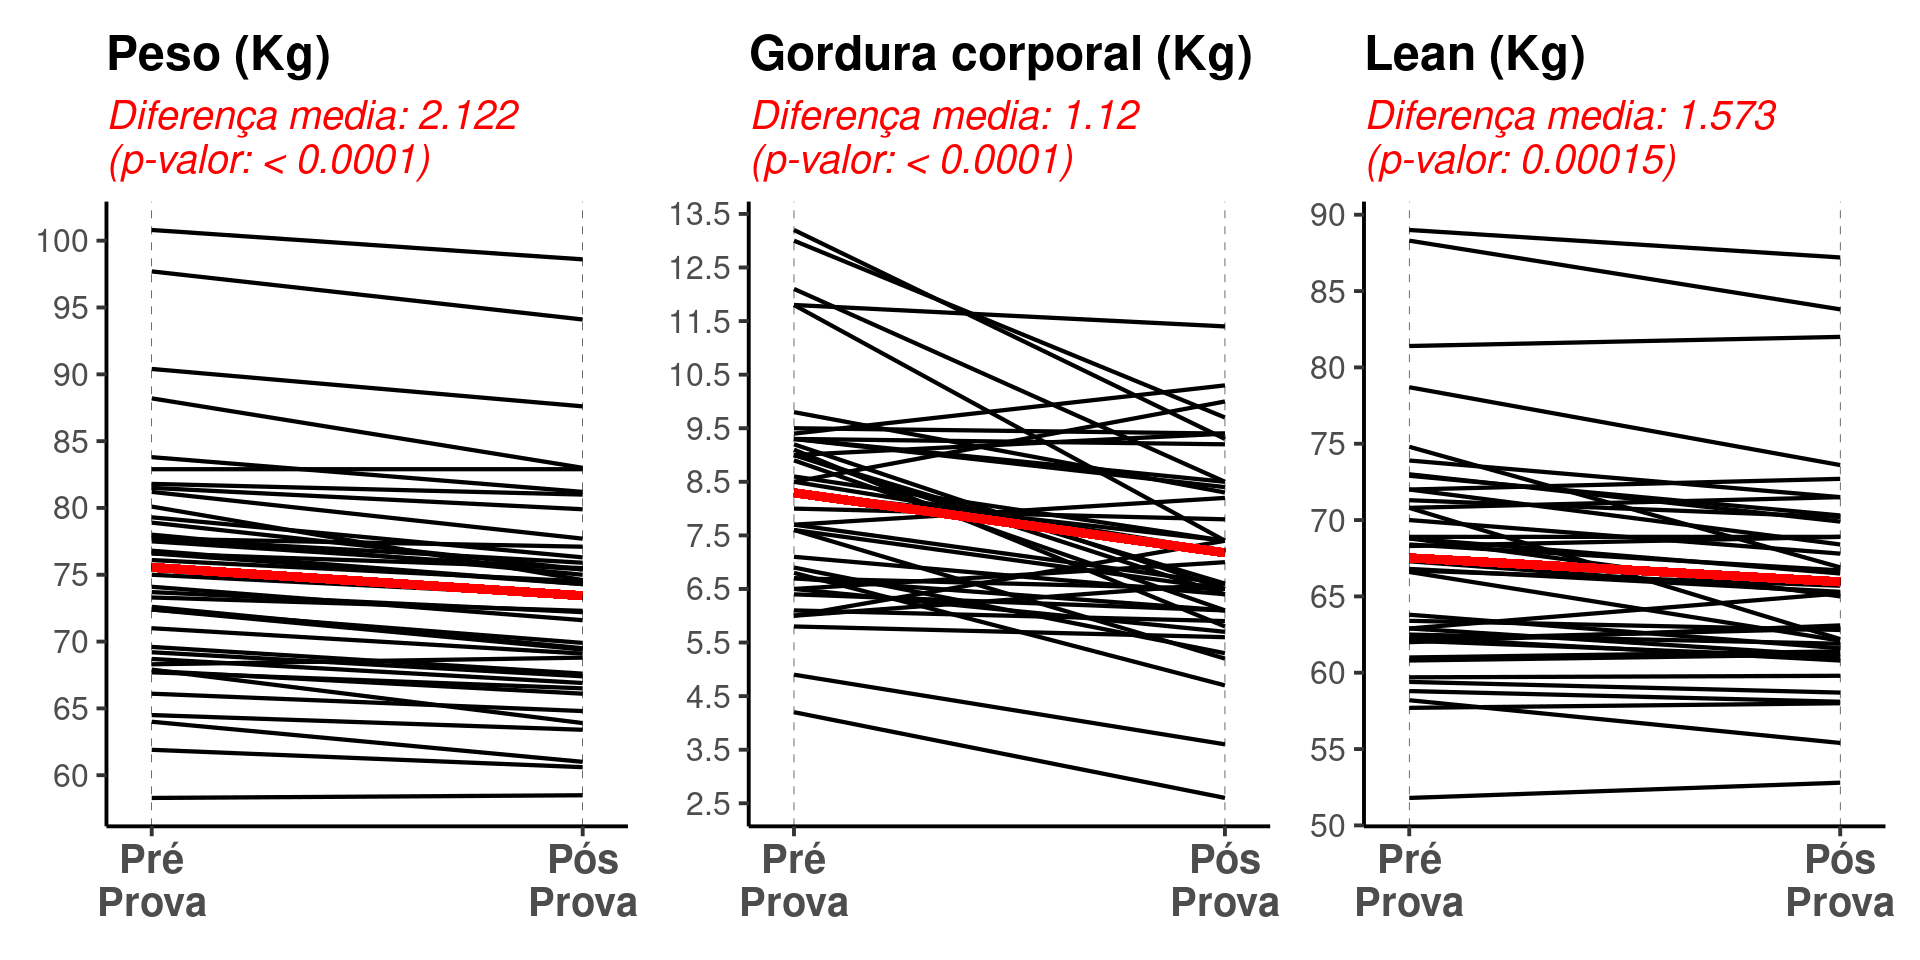 Peso (Kg)
Diferença media: 2.122
(p-valor: < 0.0001)
100
95
90
85
80
75
70
65
60
Pré
Prova
Pós
Prova
Gordura corporal (Kg)
Diferença media: 1.12
(p-valor: < 0.0001)
13.5
12.5
11.5
10.5
9.5
8.5
7.5
6.5
5.5
4.5
3.5
2.5
Pré
Prova
Pós
Prova
Lean (Kg)
Diferença media: 1.573
(p-valor: 0.00015)
90
85
80
75
70
65
60
55
50
Pré
Prova
Pós
Prova